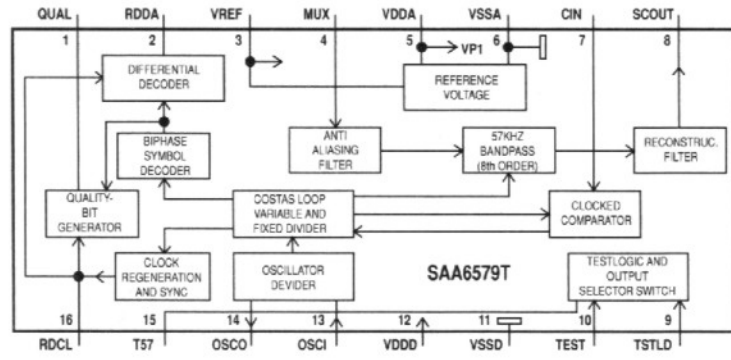 QUAL RDDA VREF MUX VDDA VSSA CIN SCOUT
1 2 3 4 5 6 7 8
VP1
DIFFERENTIAL
DECODER
REFERENCE
VOLTAGE
BIPHASE
SYMBOL
DECODER
ANTI
ALIASING
FILTER
57KHZ
BANDPASS
(8th ORDER)
RECONSTRUC.
FILTER
QUALITY-
BIT
GENERATOR
COSTAS LOOP
VARIABLE AND
FIXED DIVIDER
CLOCKED
COMPARATOR
CLOCK
REGENERATION
AND SYNC
OSCILLATOR
DEVIDER
SAA6579T
TESTLOGIC AND
OUTPUT
SELECTOR SWITCH
16 15 14 13 12 11 10 9
RDCL T57 OSCO OSCI VDDD VSSD TEST TSTLD